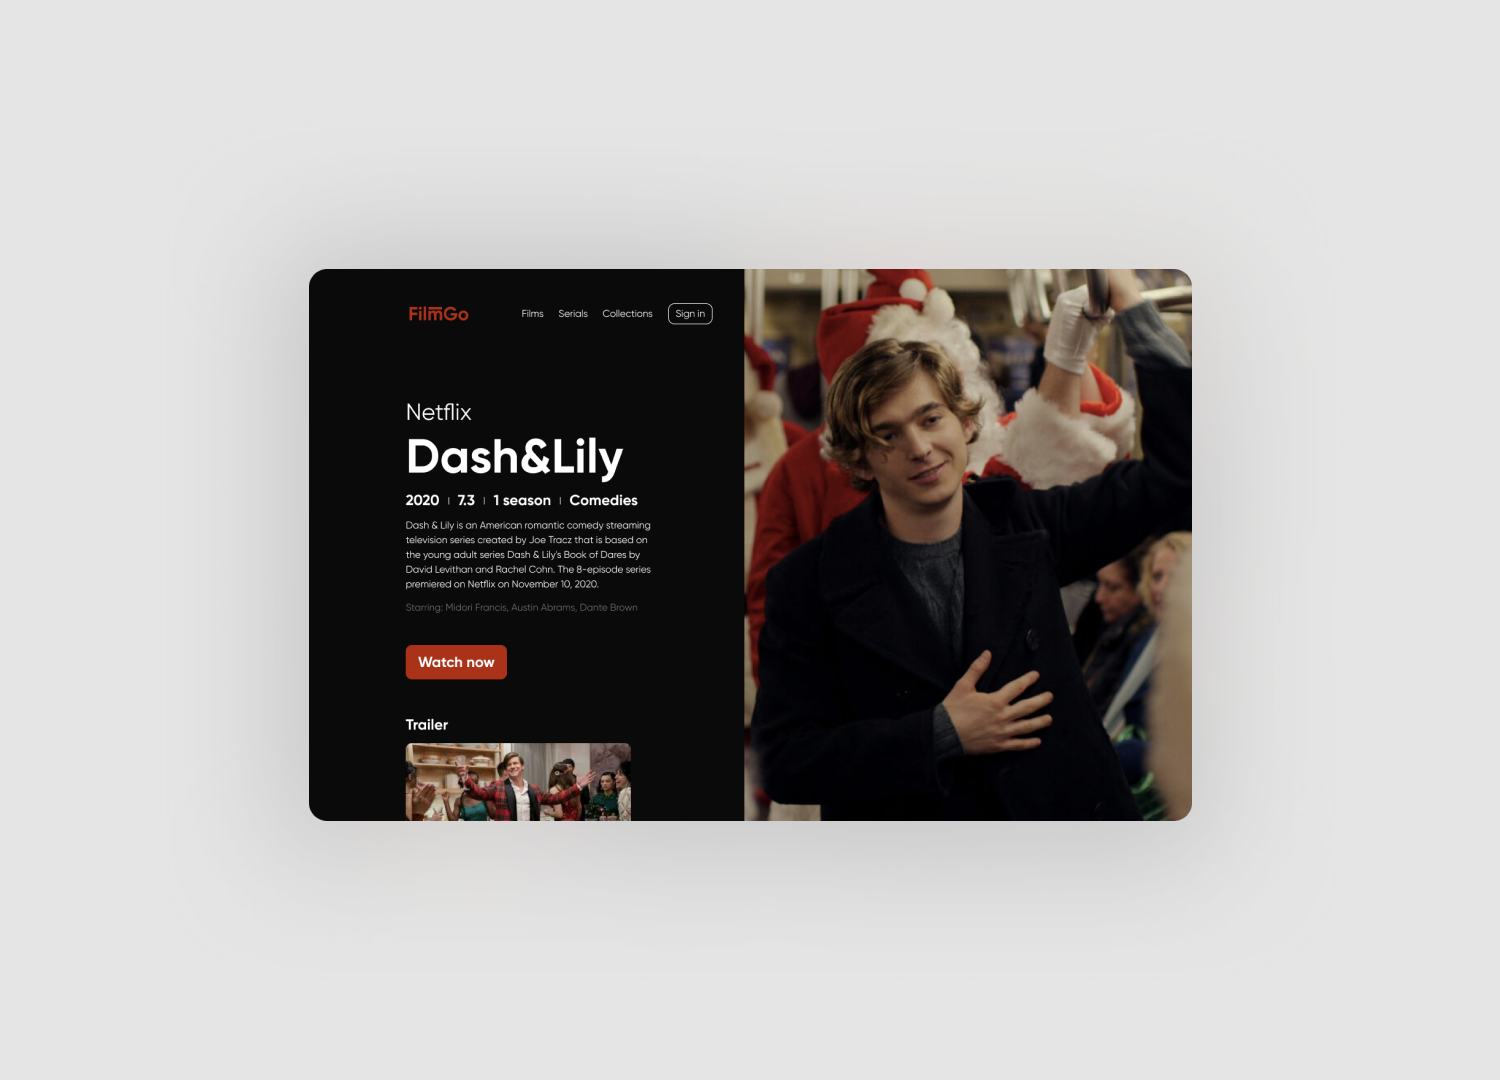 FilmGo
Films Serials Collections Sign in
Netflix
Dash&Lily
2020 | 7.3 | 1 season | Comedies
Dash & Lily is an American romantic comedy streaming
television series created by Joe Tracz that is based on
the young adult series Dash & Lily's Book of Dares by
David Levithan and Rachel Cohn. The 8-episode series
premiered on Netflix on November 10, 2020.
Starring: Midori Francis, Austin Abrams, Dante Brown
Watch now
Trailer